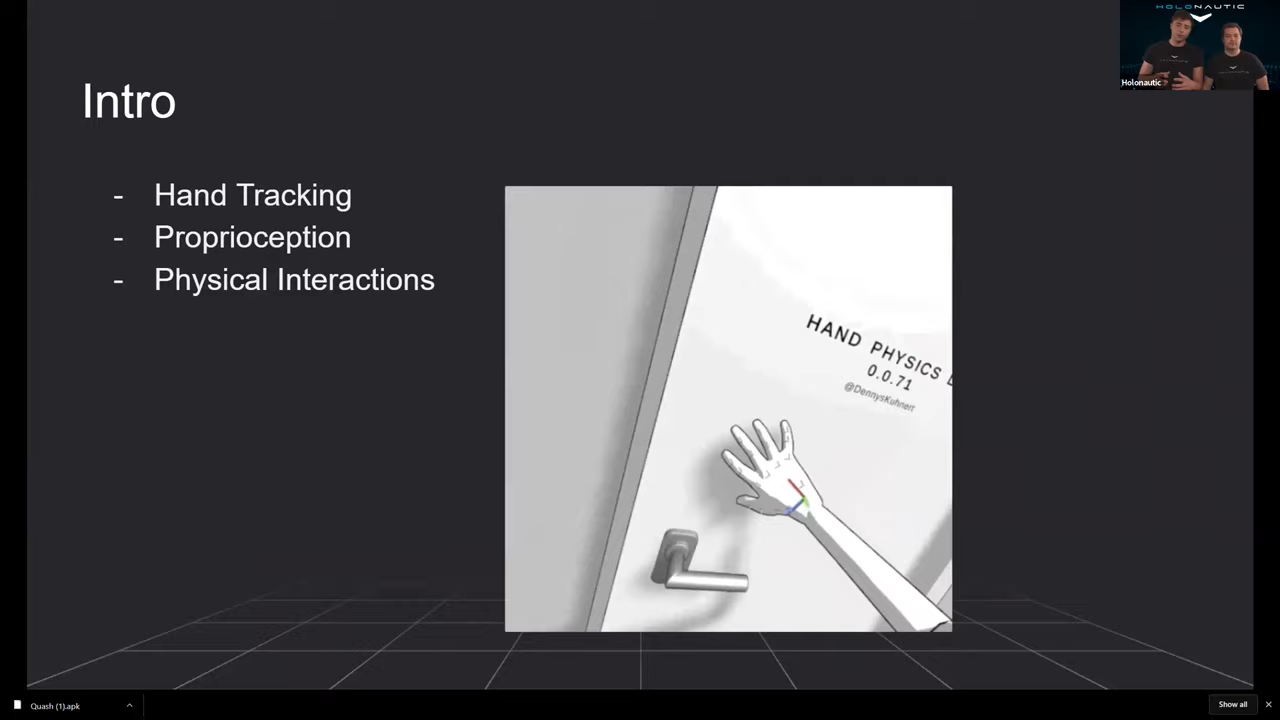 HOLONAUTIC
Holonautic
Intro
- Hand Tracking
- Proprioception
- Physical Interactions
HAND PHYSICS
0.0.71
@DennysKuhnert
Quash (1).apk
Show all